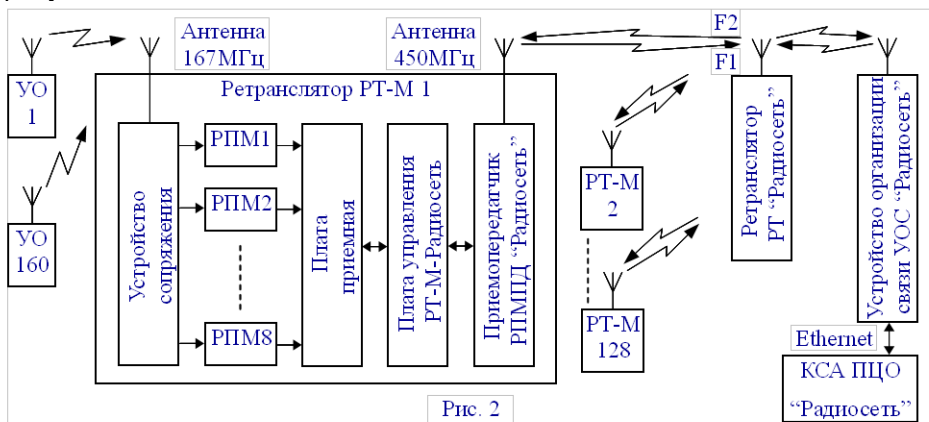 УО
1
УО
160
Антенна
167МГц
Антенна
450МГц
F2
F1
Ретранслятор РТ-М 1
Устройство
сопряжения
РПМ1
РПМ2
РПМ8
Плата
приемная
Плата управления
РТ-М-Радиосеть
Приемопередатчик
РПМПД “Радиосеть”
РТ-М
2
РТ-М
128
Ретранслятор
РТ “Радиосеть”
Устройство организации
связи УОС “Радиосеть”
Ethernet
КСА ПЦО
“Радиосеть”
Рис. 2